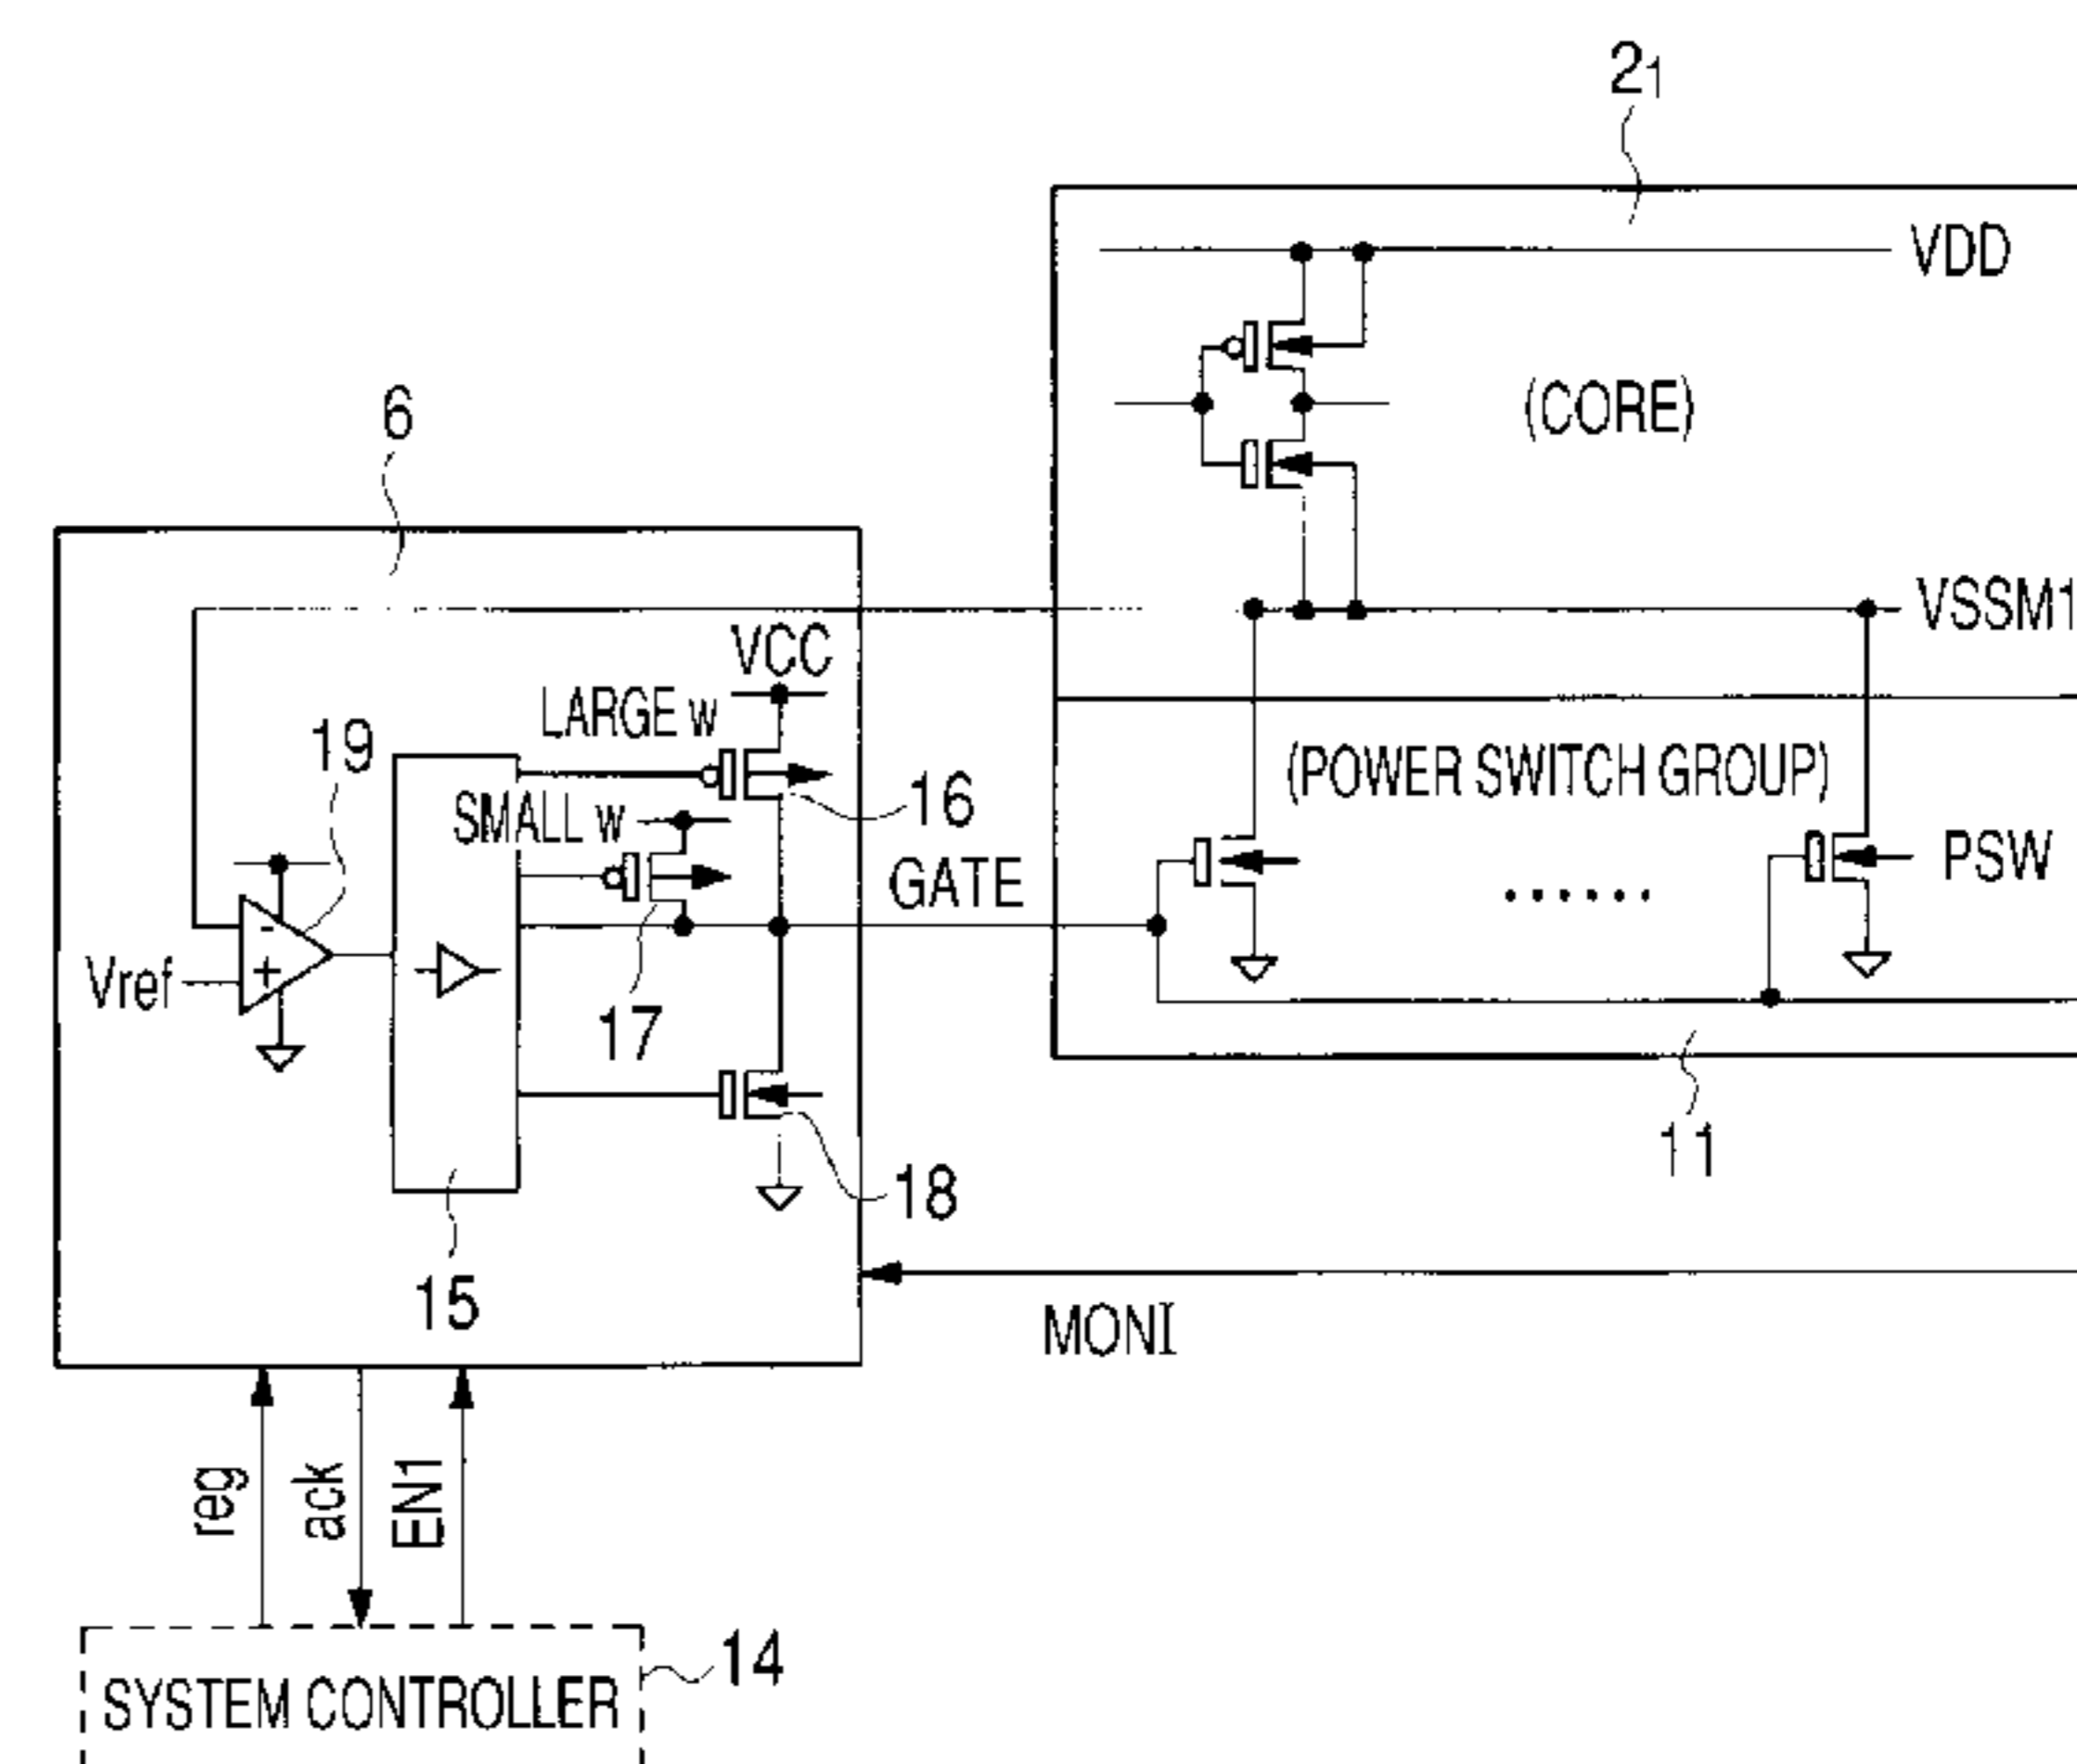 21
VDD
(CORE)
6
VSSM1
VCC
LARGE w
19
(POWER SWITCH GROUP)
16
SMALL w
GATE
PSW
......
-
+
Vref
17
11
18
15
MONI
reg
ack
EN1
14
SYSTEM CONTROLLER